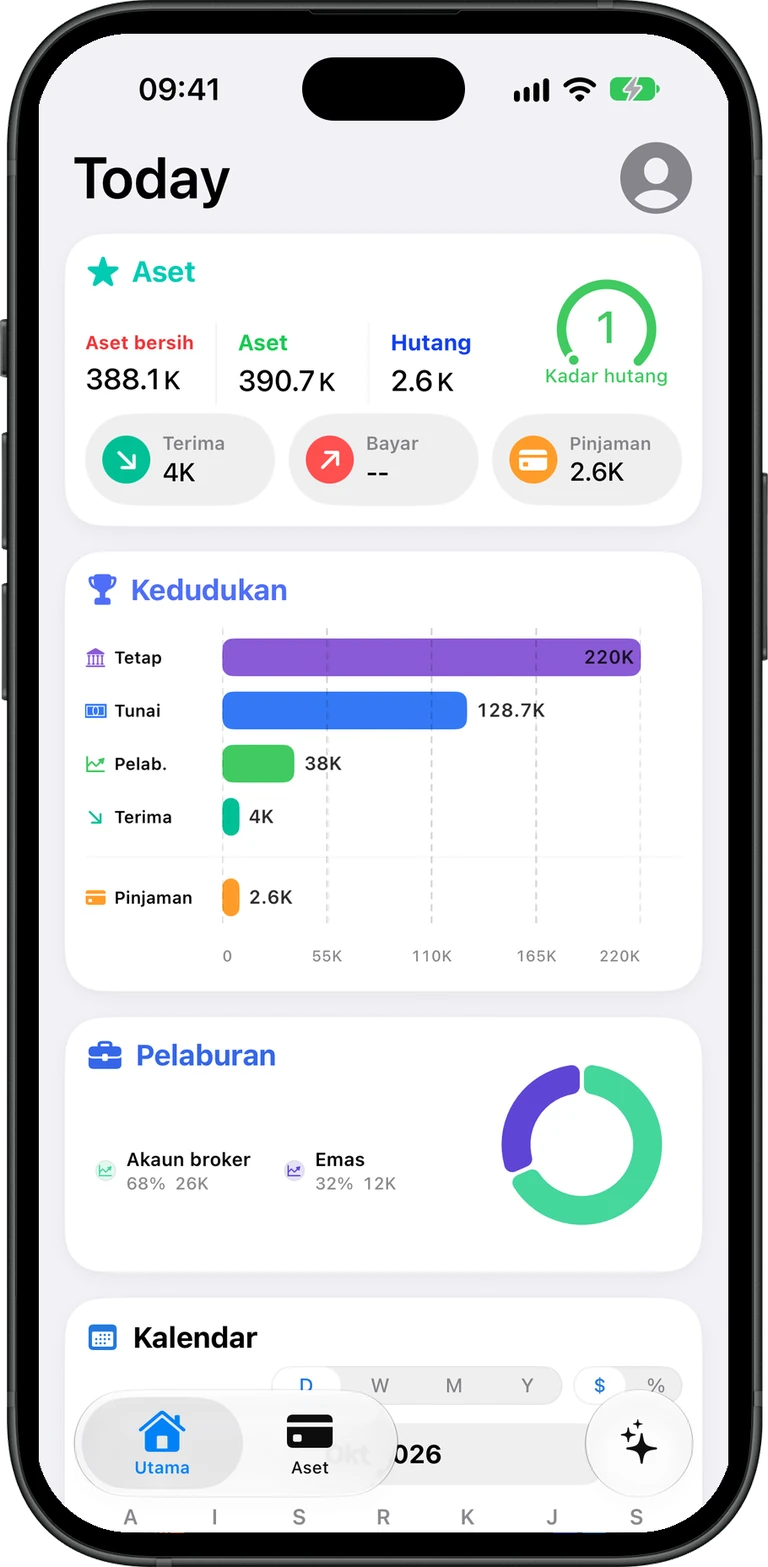 09:41
Today
Aset
Aset bersih
Aset
Hutang
388.1K
390.7K
2.6K
1
Kadar hutang
Terima
4K
Bayar
--
Pinjaman
2.6K
Kedudukan
Tetap
220K
Tunai
128.7K
Pelab.
38K
Terima
4K
Pinjaman
2.6K
0 55K 110K 165K 220K
Pelaburan
Akaun broker
68% 26K
Emas
32% 12K
Kalendar
D W M Y $ %
Okt 026
Utama
Aset
A I S R K J S